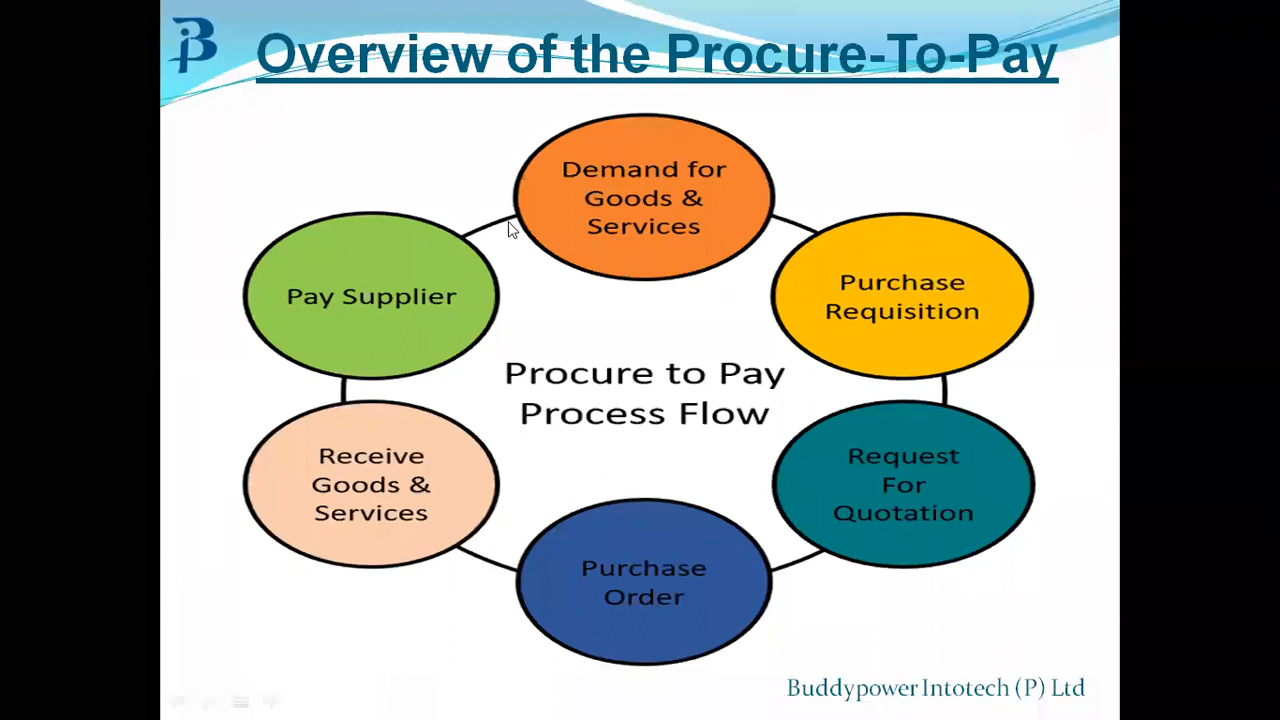 Overview of the Procure-To-Pay
Demand for
Goods &
Services
Purchase
Requisition
Request
For
Quotation
Purchase
Order
Receive
Goods &
Services
Pay Supplier
Procure to Pay
Process Flow
Buddypower Intotech (P) Ltd